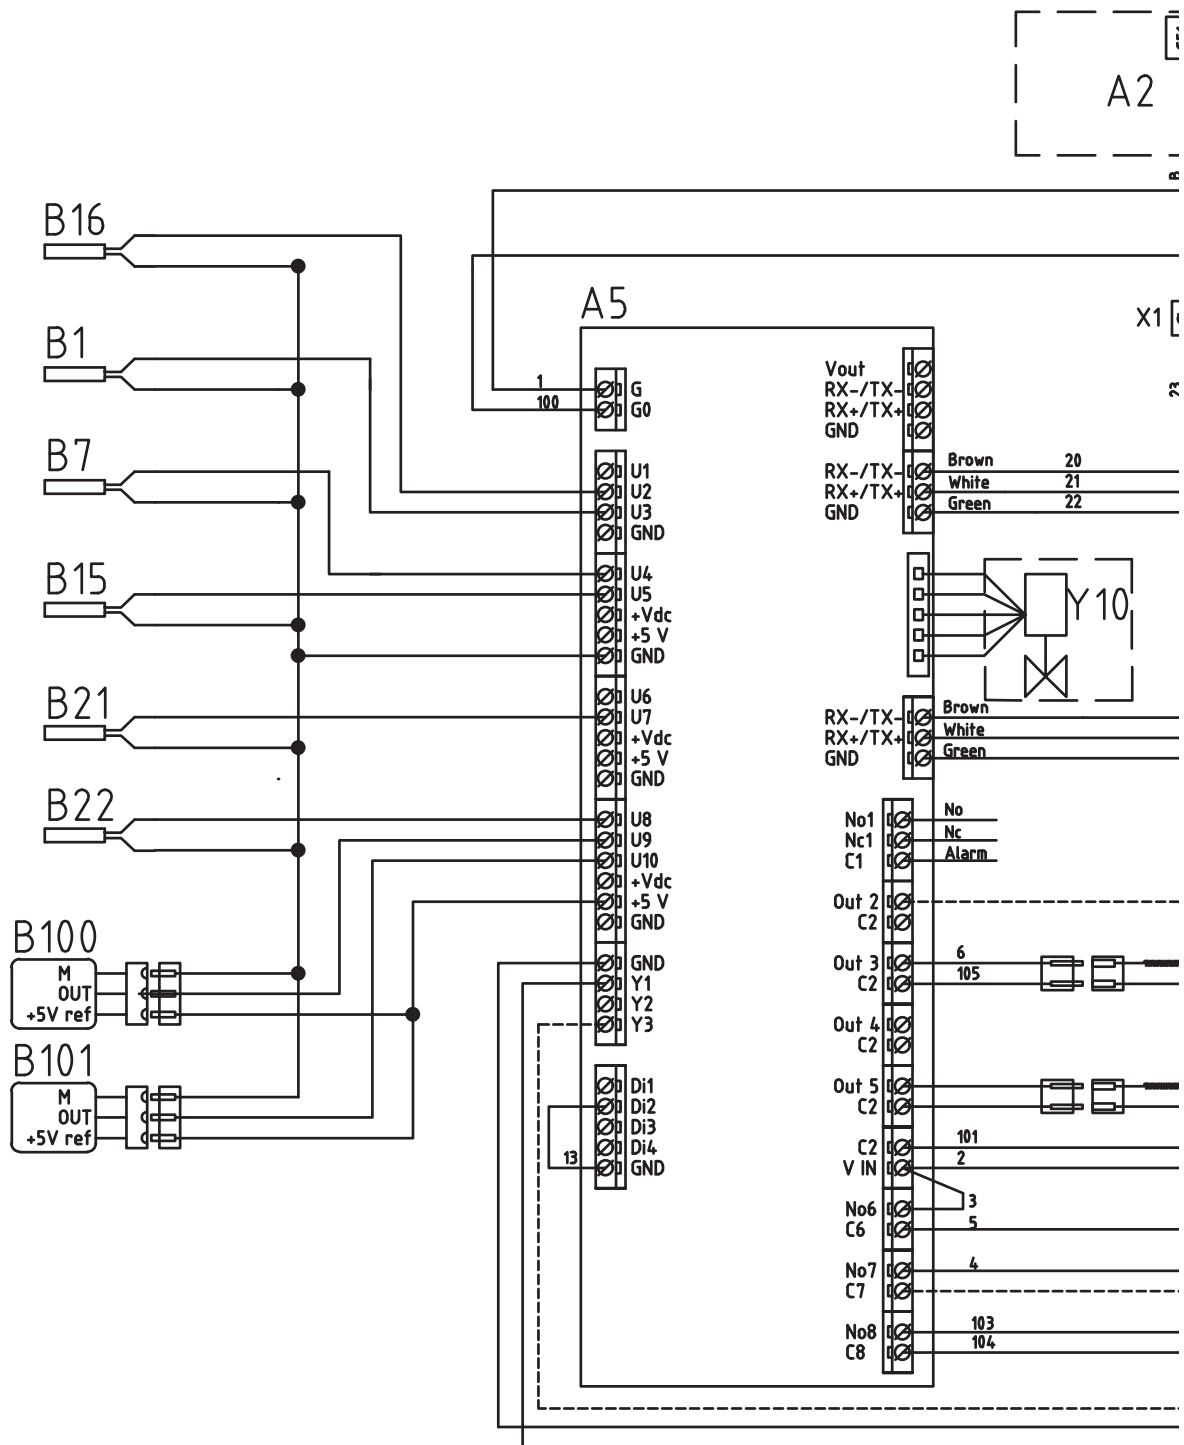 A2
B16
A5
X1
B1
1
G
100
G0
Vout
RX-/TX-
RX+/TX+
GND
23
B7
U1
U2
U3
GND
RX-/TX-
RX+/TX+
GND
Brown 20
White 21
Green 22
B15
U4
U5
+Vdc
+5 V
GND
Y10
B21
U6
U7
+Vdc
+5 V
GND
RX-/TX-
RX+/TX+
GND
Brown
White
Green
B22
U8
U9
U10
+Vdc
+5 V
GND
No1
Nc1
C1
No
Nc
Alarm
Out 2
C2
B100
M
OUT
+5V ref
GND
Y1
Y2
Y3
Out 3
C2
6
105
Out 4
C2
B101
M
OUT
+5V ref
Di1
Di2
Di3
Di4
13
GND
Out 5
C2
C2
V IN
101
2
No6
C6
3
5
No7
C7
4
No8
C8
103
104